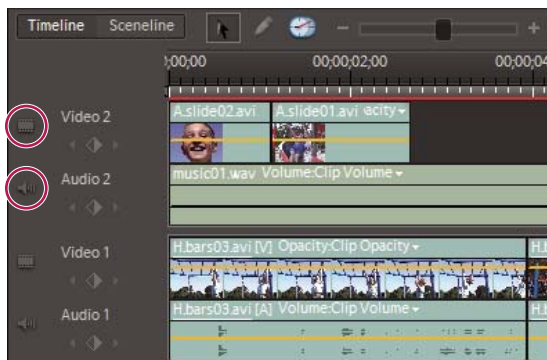 Timeline Sceneline
;00;00 00;00;02;00 00;00;04
Video 2 A.slide02.avi A.slide01.avi acity
Audio 2 music01.wav Volume:Clip Volume
Video 1 H.bars03.avi [V] Opacity:Clip Opacity H.b
Audio 1 H.bars03.avi [A] Volume:Clip Volume H.b